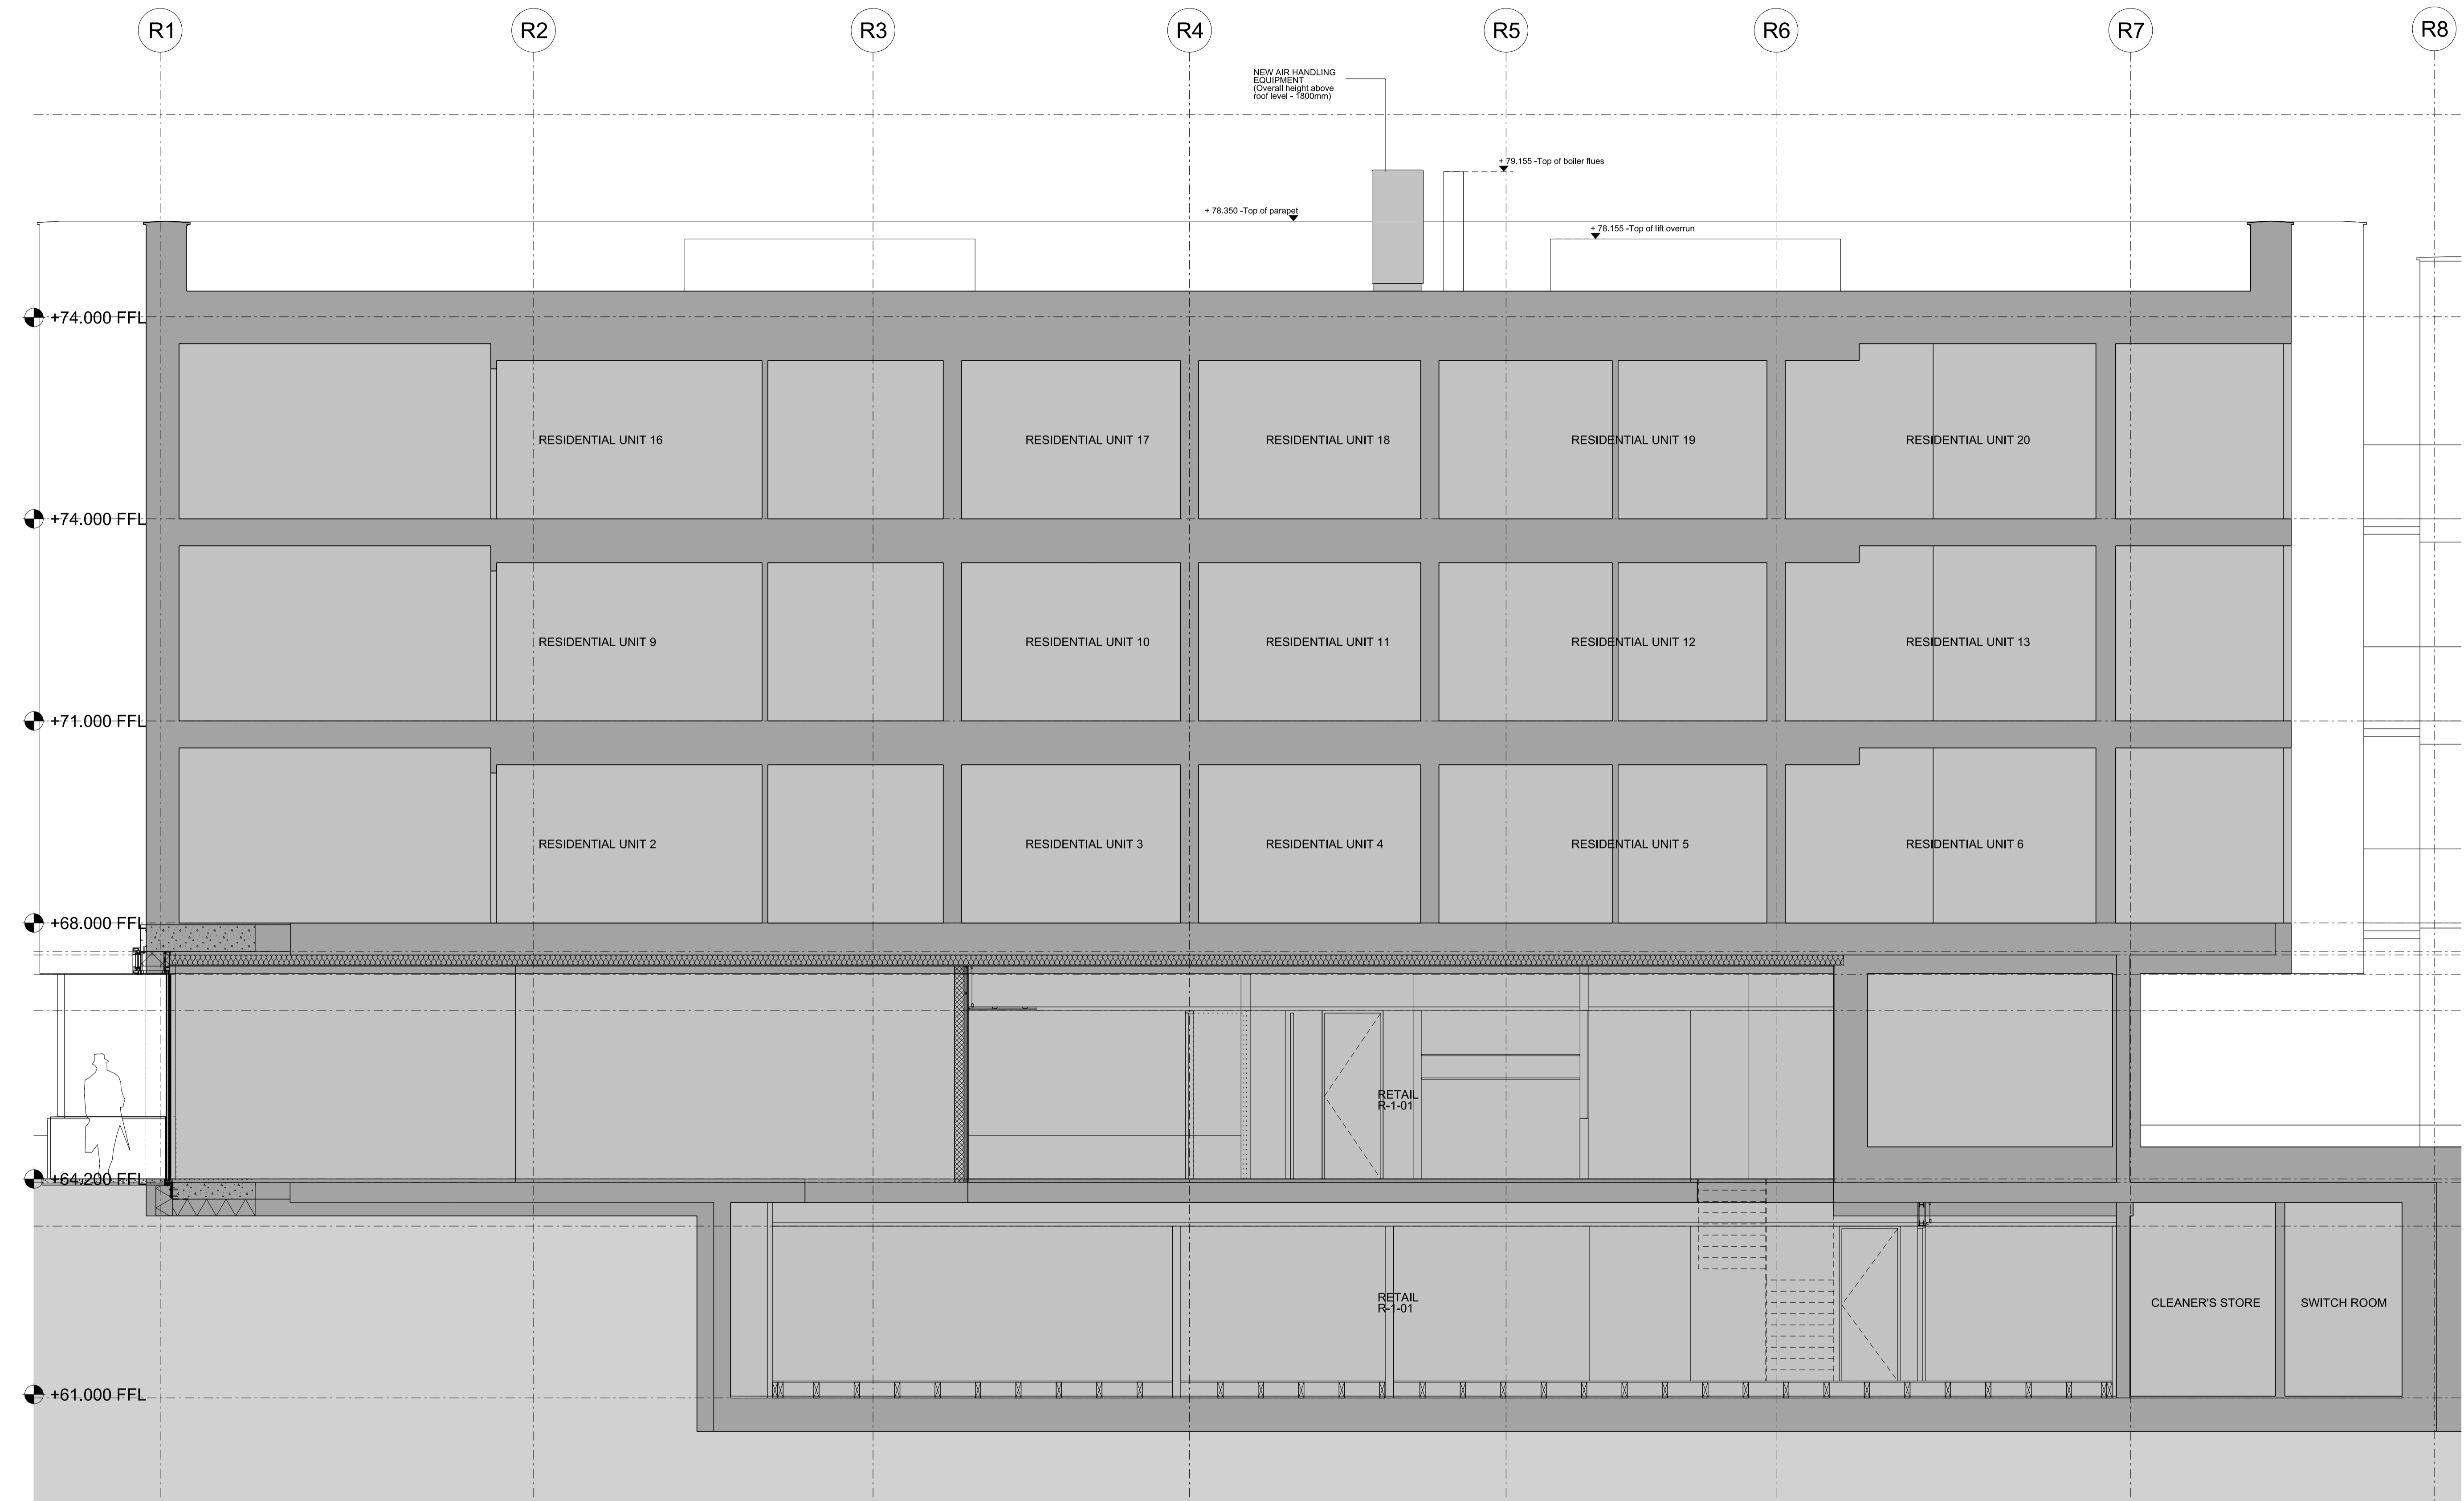 R1 R2 R3 R4 R5 R6 R7 R8
NEW AIR HANDLING
EQUIPMENT
(Overall height above
roof level - 1800mm)
+ 79.155 -Top of boiler flues
+ 78.350 -Top of parapet
+ 78.155 -Top of lift overrun
+74.000 FFL
RESIDENTIAL UNIT 16 RESIDENTIAL UNIT 17 RESIDENTIAL UNIT 18 RESIDENTIAL UNIT 19 RESIDENTIAL UNIT 20
+74.000 FFL
RESIDENTIAL UNIT 9 RESIDENTIAL UNIT 10 RESIDENTIAL UNIT 11 RESIDENTIAL UNIT 12 RESIDENTIAL UNIT 13
+71.000 FFL
RESIDENTIAL UNIT 2 RESIDENTIAL UNIT 3 RESIDENTIAL UNIT 4 RESIDENTIAL UNIT 5 RESIDENTIAL UNIT 6
+68.000 FFL
RETAIL
R-1-01
+64.200 FFL
RETAIL
R-1-01
CLEANER'S STORE SWITCH ROOM
+61.000 FFL